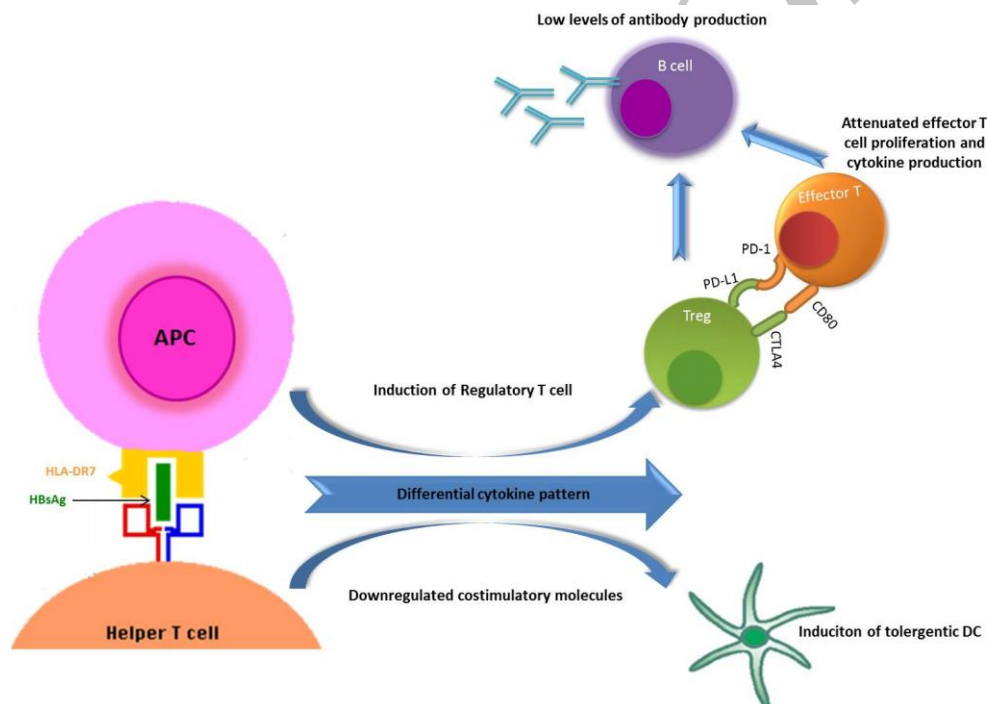 Low levels of antibody production
B cell
Attenuated effector T
cell proliferation and
cytokine production
Effector T
PD-1
PD-L1
CD80
CTLA4
Treg
APC
Induction of Regulatory T cell
HLA-DR7
HBsAg
Differential cytokine pattern
Downregulated costimulatory molecules
Helper T cell
Induciton of tolergentic DC